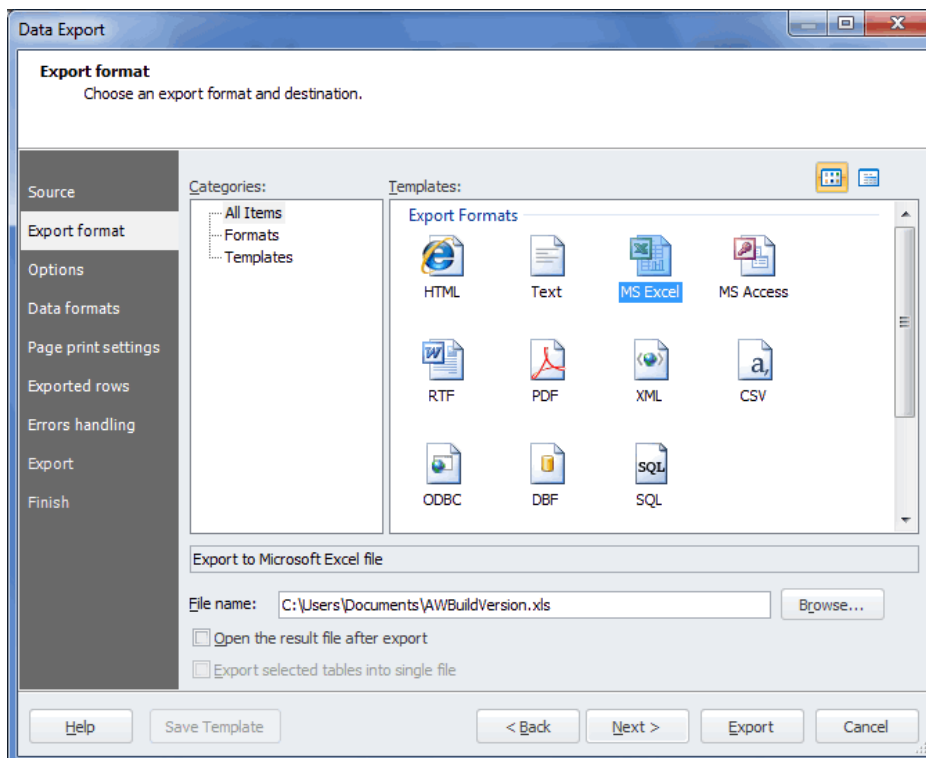 Data Export
Export format
Choose an export format and destination.
Source
Export format
Options
Data formats
Page print settings
Exported rows
Errors handling
Export
Finish
Categories:
All Items
Formats
Templates
Templates:
Export Formats
HTML Text MS Excel MS Access
RTF PDF XML CSV
a,
ODBC DBF SQL
SQL
Export to Microsoft Excel file
File name: C:\Users\Documents\AWBuildVersion.xls Browse...
Open the result file after export
Export selected tables into single file
Help Save Template < Back Next > Export Cancel